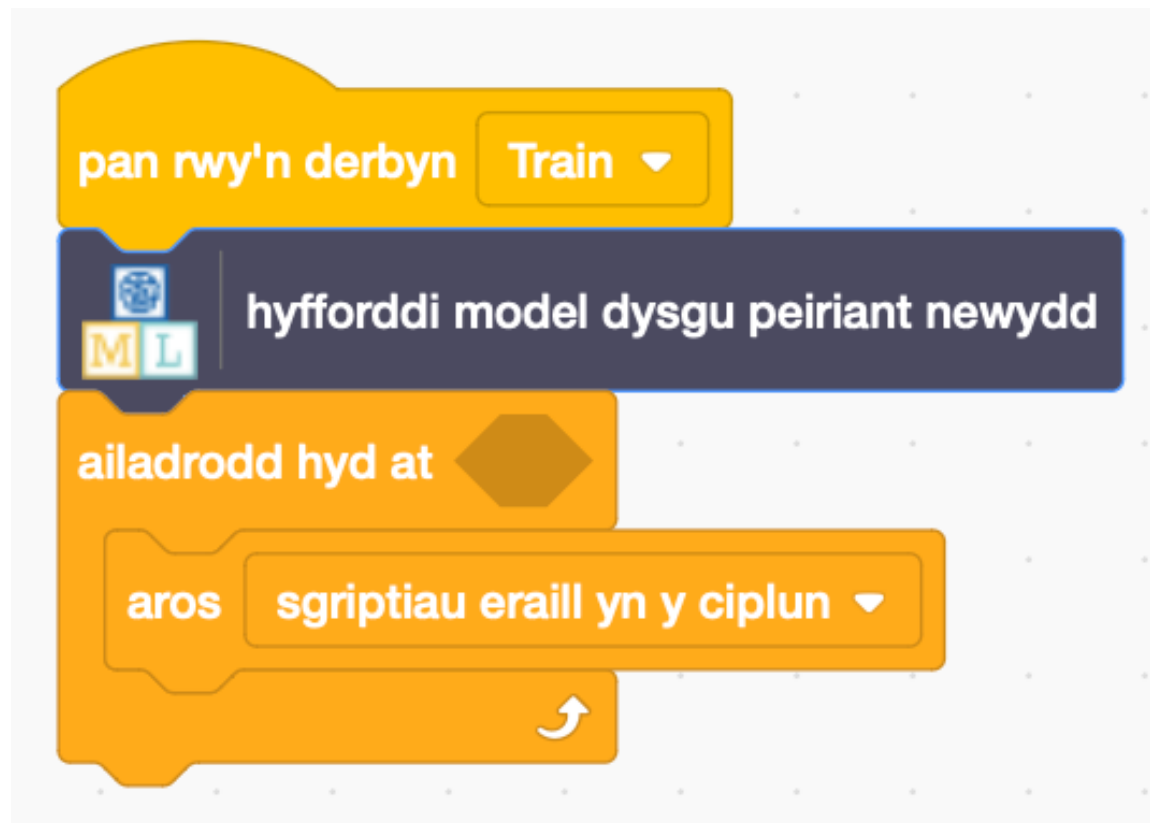 pan rwy'n derbyn Train
M L hyfforddi model dysgu peiriant newydd
ailadrodd hyd at
aros sgriptiau eraill yn y ciplun